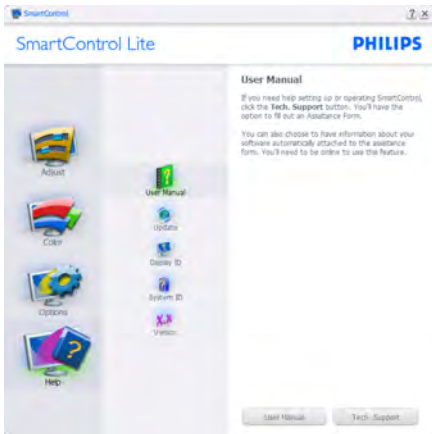 SmartControl
? x
SmartControl Lite
PHILIPS
User Manual
If you need help setting up or operating SmartControl,
click the Tech. Support button. You'll have the
option to fill out an Assistance Form.
You can also choose to have information about your
software automatically attached to the assistance
form. You'll need to be online to use this feature.
Adjust
Color
Options
Help
User Manual
Update
Display ID
System ID
Version
User Manual
Tech. Support